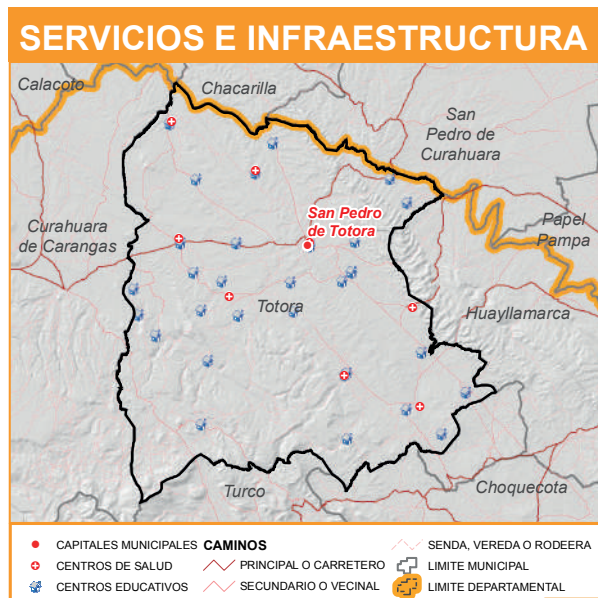 SERVICIOS E INFRAESTRUCTURA
Calacoto
Chacarilla
San
Pedro de
Curahuara
San Pedro
de Totora
Curahuara
de Carangas
Papel
Pampa
Totora
Huayllamarca
Turco
Choquecota
CAPITALES MUNICIPALES
CENTROS DE SALUD
CENTROS EDUCATIVOS
CAMINOS
PRINCIPAL O CARRETERO
SECUNDARIO O VECINAL
SENDA, VEREDA O RODEERA
LIMITE MUNICIPAL
LIMITE DEPARTAMENTAL